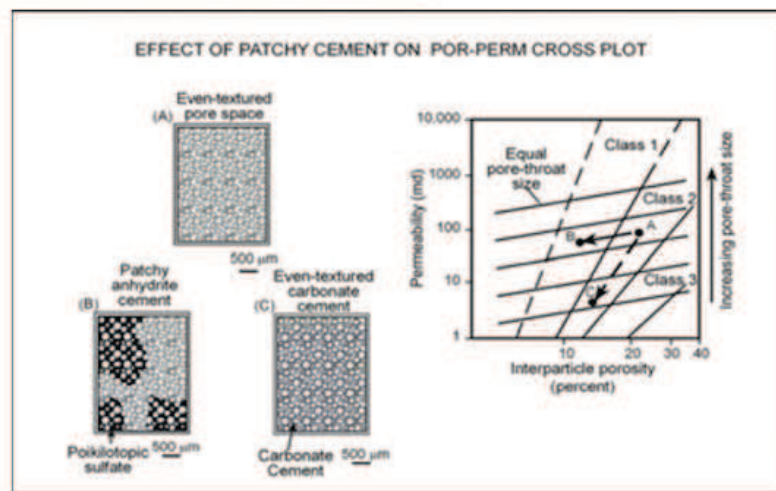 EFFECT OF PATCHY CEMENT ON POR-PERM CROSS PLOT
Even-textured
pore space
(A)
500 µm
Patchy
anhydrite
cement
(B)
Poikilotopic
sulfate
500 µm
Even-textured
carbonate
cement
(C)
Carbonate
Cement
500 µm
Permeability (md)
10,000
1000
100
10
1
Equal
pore-throat
size
Class 1
Class 2
Class 3
A
B
C
10
20
30
40
Interparticle porosity
(percent)
Increasing pore-throat size